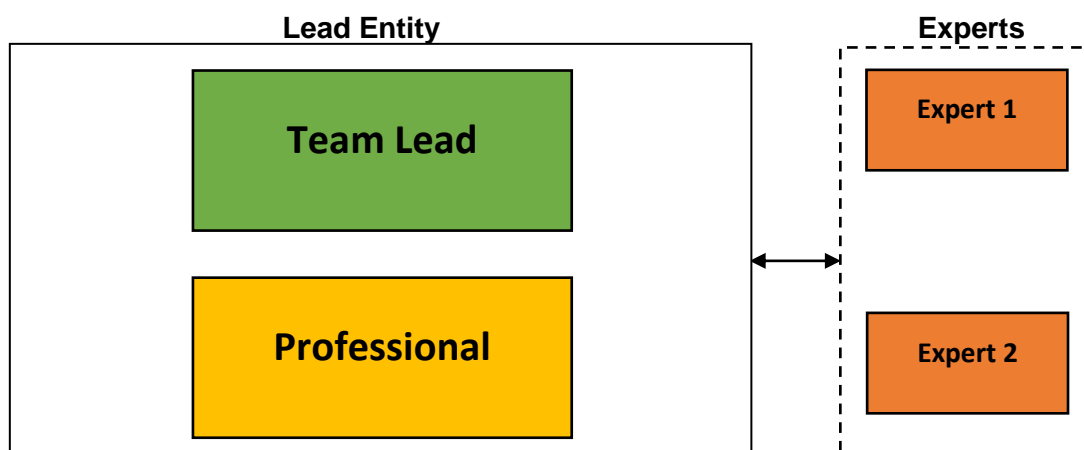 Lead Entity
Experts
Team Lead
Expert 1
Professional
Expert 2